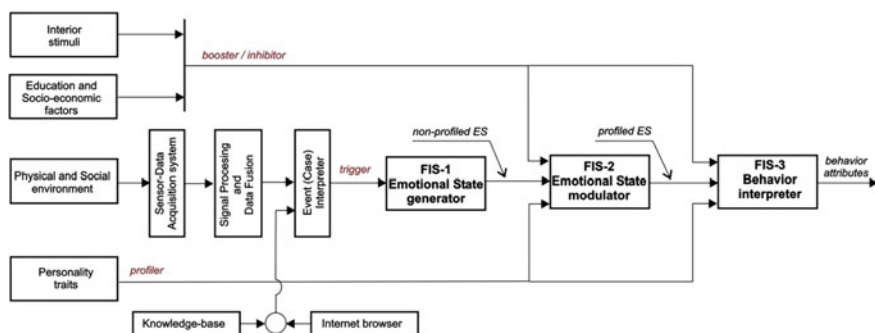 Interior
stimuli
booster / inhibitor
Education and
Socio-economic
factors
Physical and Social
environment
Sensor-Data
Acquisition system
Signal Procesing
and
Data Fusion
Event (Case)
Interpreter
trigger
FIS-1
Emotional State
generator
non-profiled ES
FIS-2
Emotional State
modulator
profiled ES
FIS-3
Behavior
interpreter
behavior
attributes
Personality
traits
profiler
Knowledge-base
Internet browser